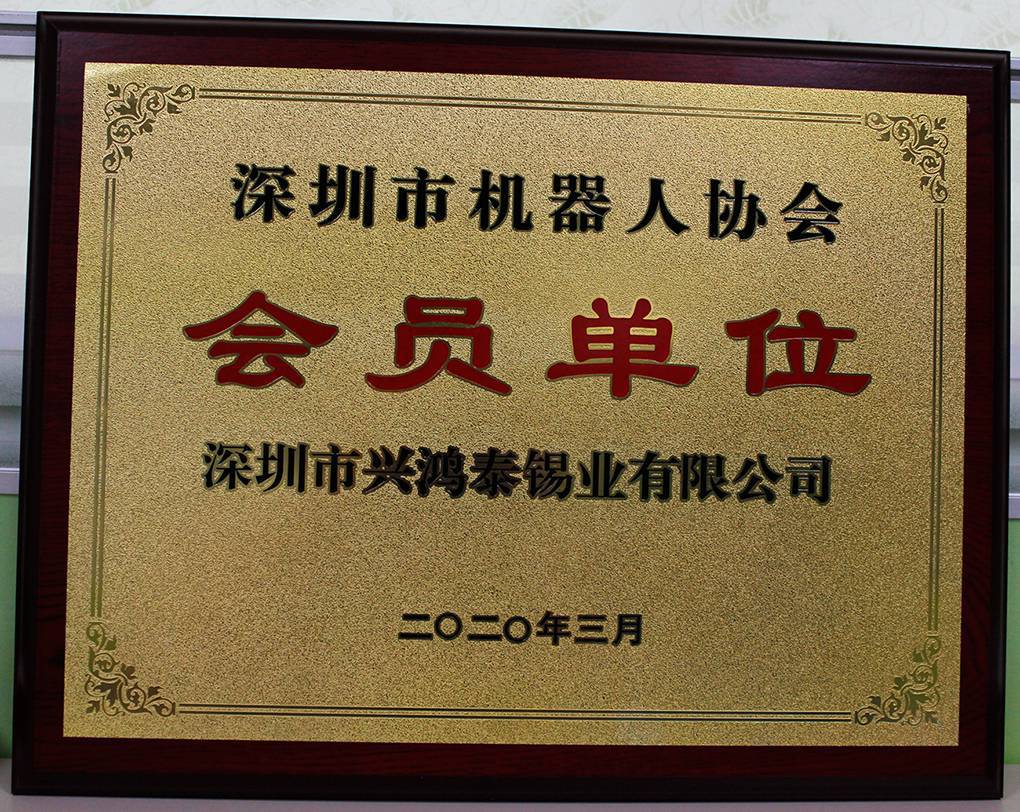 深圳市机器人协会
会员单位
深圳市兴鸿泰锡业有限公司
二〇二〇年三月